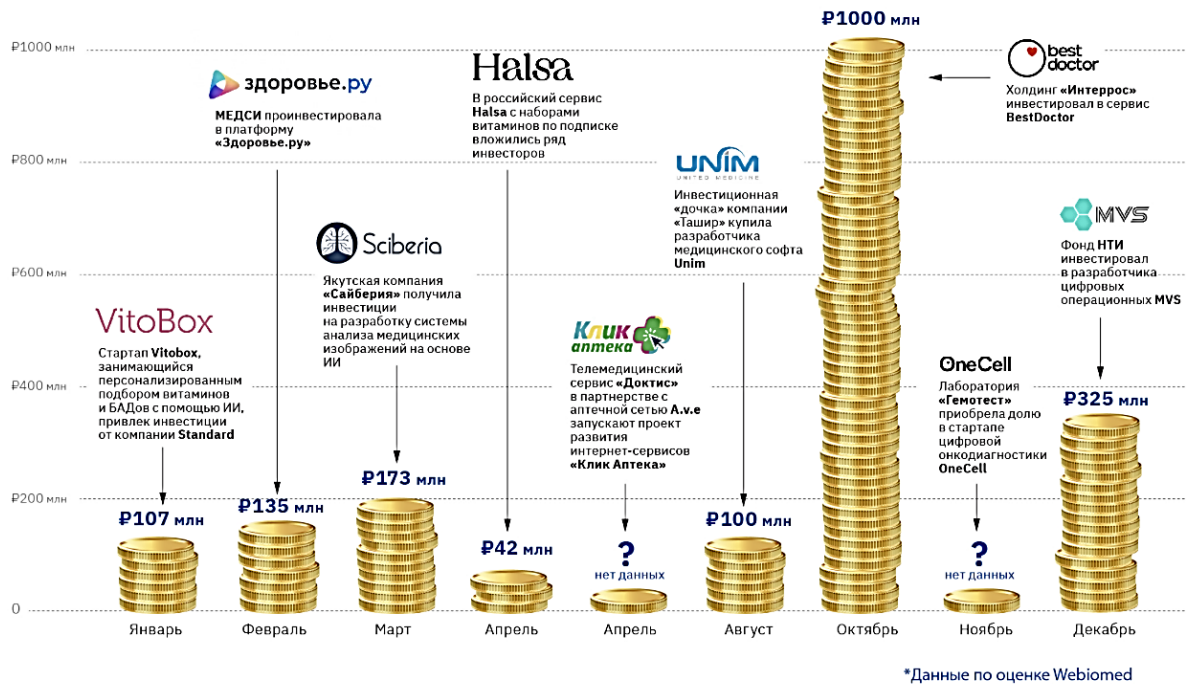 ₽1000 млн
₽800 млн
₽600 млн
₽400 млн
₽200 млн
0
VitoBox
Стартап Vitobox,
занимающийся
персонализированным
подбором витаминов
и БАДов с помощью ИИ,
привлек инвестиции
от компании Standard
₽107 млн
Январь
здоровье.ру
МЕДСИ проинвестировала
в платформу
«Здоровье.ру»
₽135 млн
Февраль
Sciberia
Якутская компания
«Сайберия» получила
инвестиции
на разработку системы
анализа медицинских
изображений на основе
ИИ
₽173 млн
Март
Halsa
В российский сервис
Halsa с наборами
витаминов по подписке
вложились ряд
инвесторов
₽42 млн
Апрель
Клик
аптека
Телемедицинский
сервис «Доктис»
в партнерстве с
аптечной сетью A.v.e
запускают проект
развития
интернет-сервисов
«Клик Аптека»
?
нет данных
Апрель
UNIM
UNITED MEDICINE
Инвестиционная
«дочка» компании
«Ташир» купила
разработчика
медицинского софта
Unim
₽100 млн
Август
₽1000 млн
best
doctor
Холдинг «Интеррос»
инвестировал в сервис
BestDoctor
Октябрь
OneCell
Лаборатория
«Гемотест»
приобрела долю
в стартапе
цифровой
онкодиагностики
OneCell
?
нет данных
Ноябрь
MVS
Фонд НТИ
инвестировал
в разработчика
цифровых
операционных MVS
₽325 млн
Декабрь
*Данные по оценке Webiomed